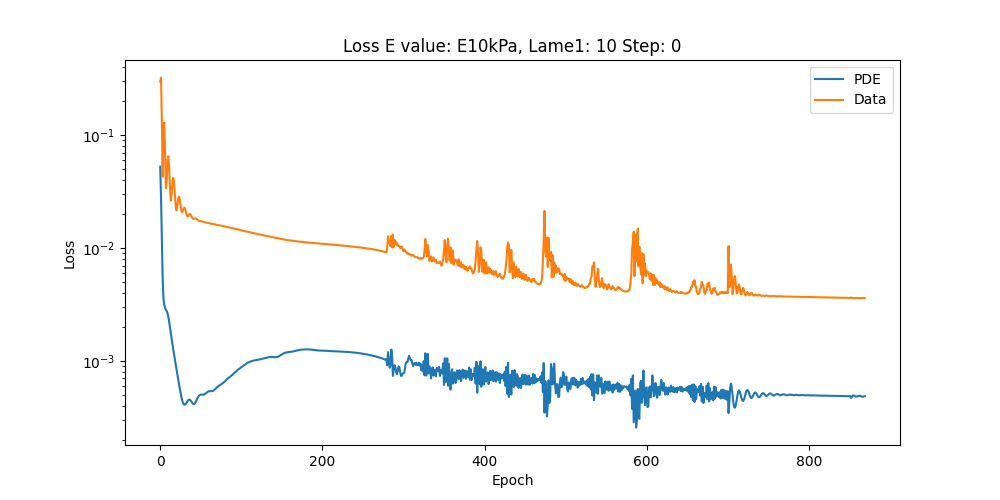 Loss E value: E10kPa, Lame1: 10 Step: 0
PDE
Data
10⁻¹
10⁻²
10⁻³
Loss
0 200 400 600 800
Epoch